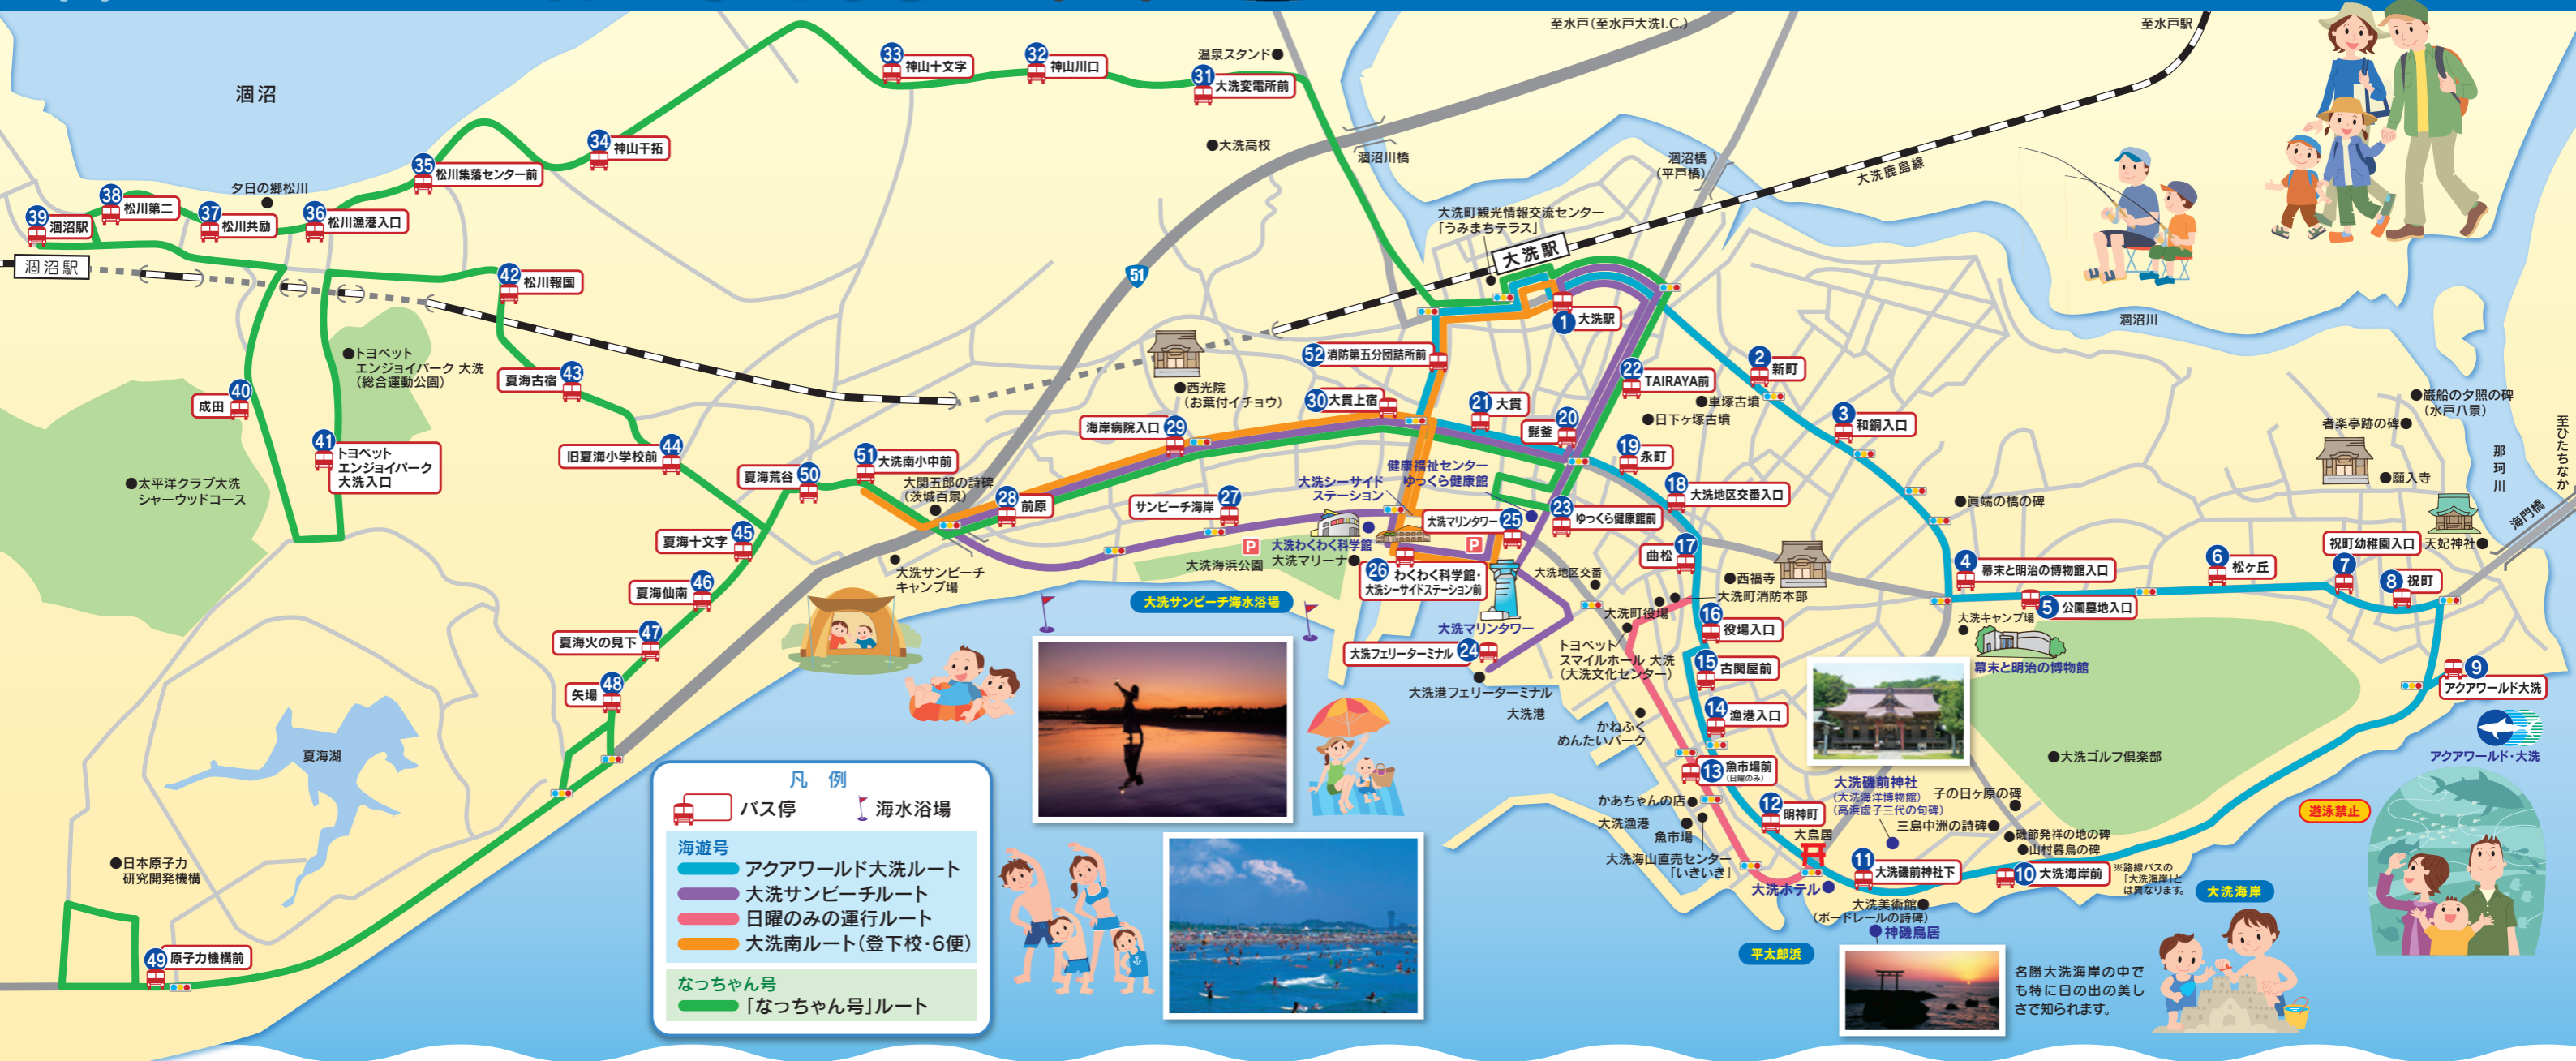 至水戸(至水戸大洗I.C.)
至水戸駅
涸沼
33 神山十文字
32 神山川口
温泉スタンド
31 大洗変電所前
34 神山干拓
大洗高校
涸沼川橋
涸沼橋
(平戸橋)
大洗鹿島線
35 松川集落センター前
夕日の郷松川
38 松川第二
39 涸沼駅
37 松川共励
36 松川漁港入口
涸沼駅
42 松川報国
51
大洗町観光情報交流センター
「うみまちテラス」
大洗駅
1 大洗駅
涸沼川
トヨペット
エンジョイパーク 大洗
(総合運動公園)
40 成田
43 夏海古宿
西光院
(お葉付イチョウ)
52 消防第五分団詰所前
22 TAIRAYA前
2 新町
車塚古墳
日下ヶ塚古墳
30 大貫上宿
21 大貫
20 髭釜
3 和銅入口
巌船の夕照の碑
(水戸八景)
者楽亭跡の碑
至ひたちなか
那珂川
願入寺
海門橋
天妃神社
41 トヨペット
エンジョイパーク
大洗入口
44 旧夏海小学校前
29 海岸病院入口
19 永町
太平洋クラブ大洗
シャーウッドコース
50 夏海荒谷
51 大洗南小中前
大関五郎の詩碑
(茨城百景)
28 前原
27 サンビーチ海岸
健康福祉センター
ゆっくら健康館
大洗シーサイド
ステーション
18 大洗地区交番入口
眞端の橋の碑
25 大洗マリンタワー
23 ゆっくら健康館前
45 夏海十文字
P
P
大洗海浜公園
大洗わくわく科学館
大洗マリーナ
17 曲松
大洗サンビーチ
キャンプ場
26 わくわく科学館・
大洗シーサイドステーション前
大洗地区交番
西福寺
大洗町消防本部
4 幕末と明治の博物館入口
6 松ヶ丘
祝町幼稚園入口
7
8 祝町
5 公園墓地入口
46 夏海仙南
大洗サンビーチ海水浴場
大洗マリンタワー
大洗町役場
16 役場入口
大洗キャンプ場
幕末と明治の博物館
47 夏海火の見下
24 大洗フェリーターミナル
トヨペット
スマイルホール 大洗
(大洗文化センター)
15 古関屋前
9
アクアワールド大洗
48 矢場
大洗港フェリーターミナル
大洗港
14 漁港入口
かねふく
めんたいパーク
アクアワールド・大洗
夏海湖
大洗ゴルフ倶楽部
13 魚市場前
(日曜のみ)
大洗磯前神社
(大洗海洋博物館)
(高浜虚子三代の句碑)
子の日ヶ原の碑
遊泳禁止
かあちゃんの店
大洗漁港
魚市場
12 明神町
大鳥居
三島中洲の詩碑
磯節発祥の地の碑
山村暮鳥の碑
大洗海山直売センター
「いきいき」
11 大洗磯前神社下
10 大洗海岸前
※路線バスの
「大洗海岸」と
は異なります。
大洗ホテル
大洗海岸
大洗美術館
(ボードレールの詩碑)
神磯鳥居
平太郎浜
名勝大洗海岸の中で
も特に日の出の美し
さで知られます。
日本原子力
研究開発機構
49 原子力機構前
凡 例
バス停
海水浴場
海遊号
アクアワールド大洗ルート
大洗サンビーチルート
日曜のみの運行ルート
大洗南ルート(登下校・6便)
なっちゃん号
「なっちゃん号」ルート